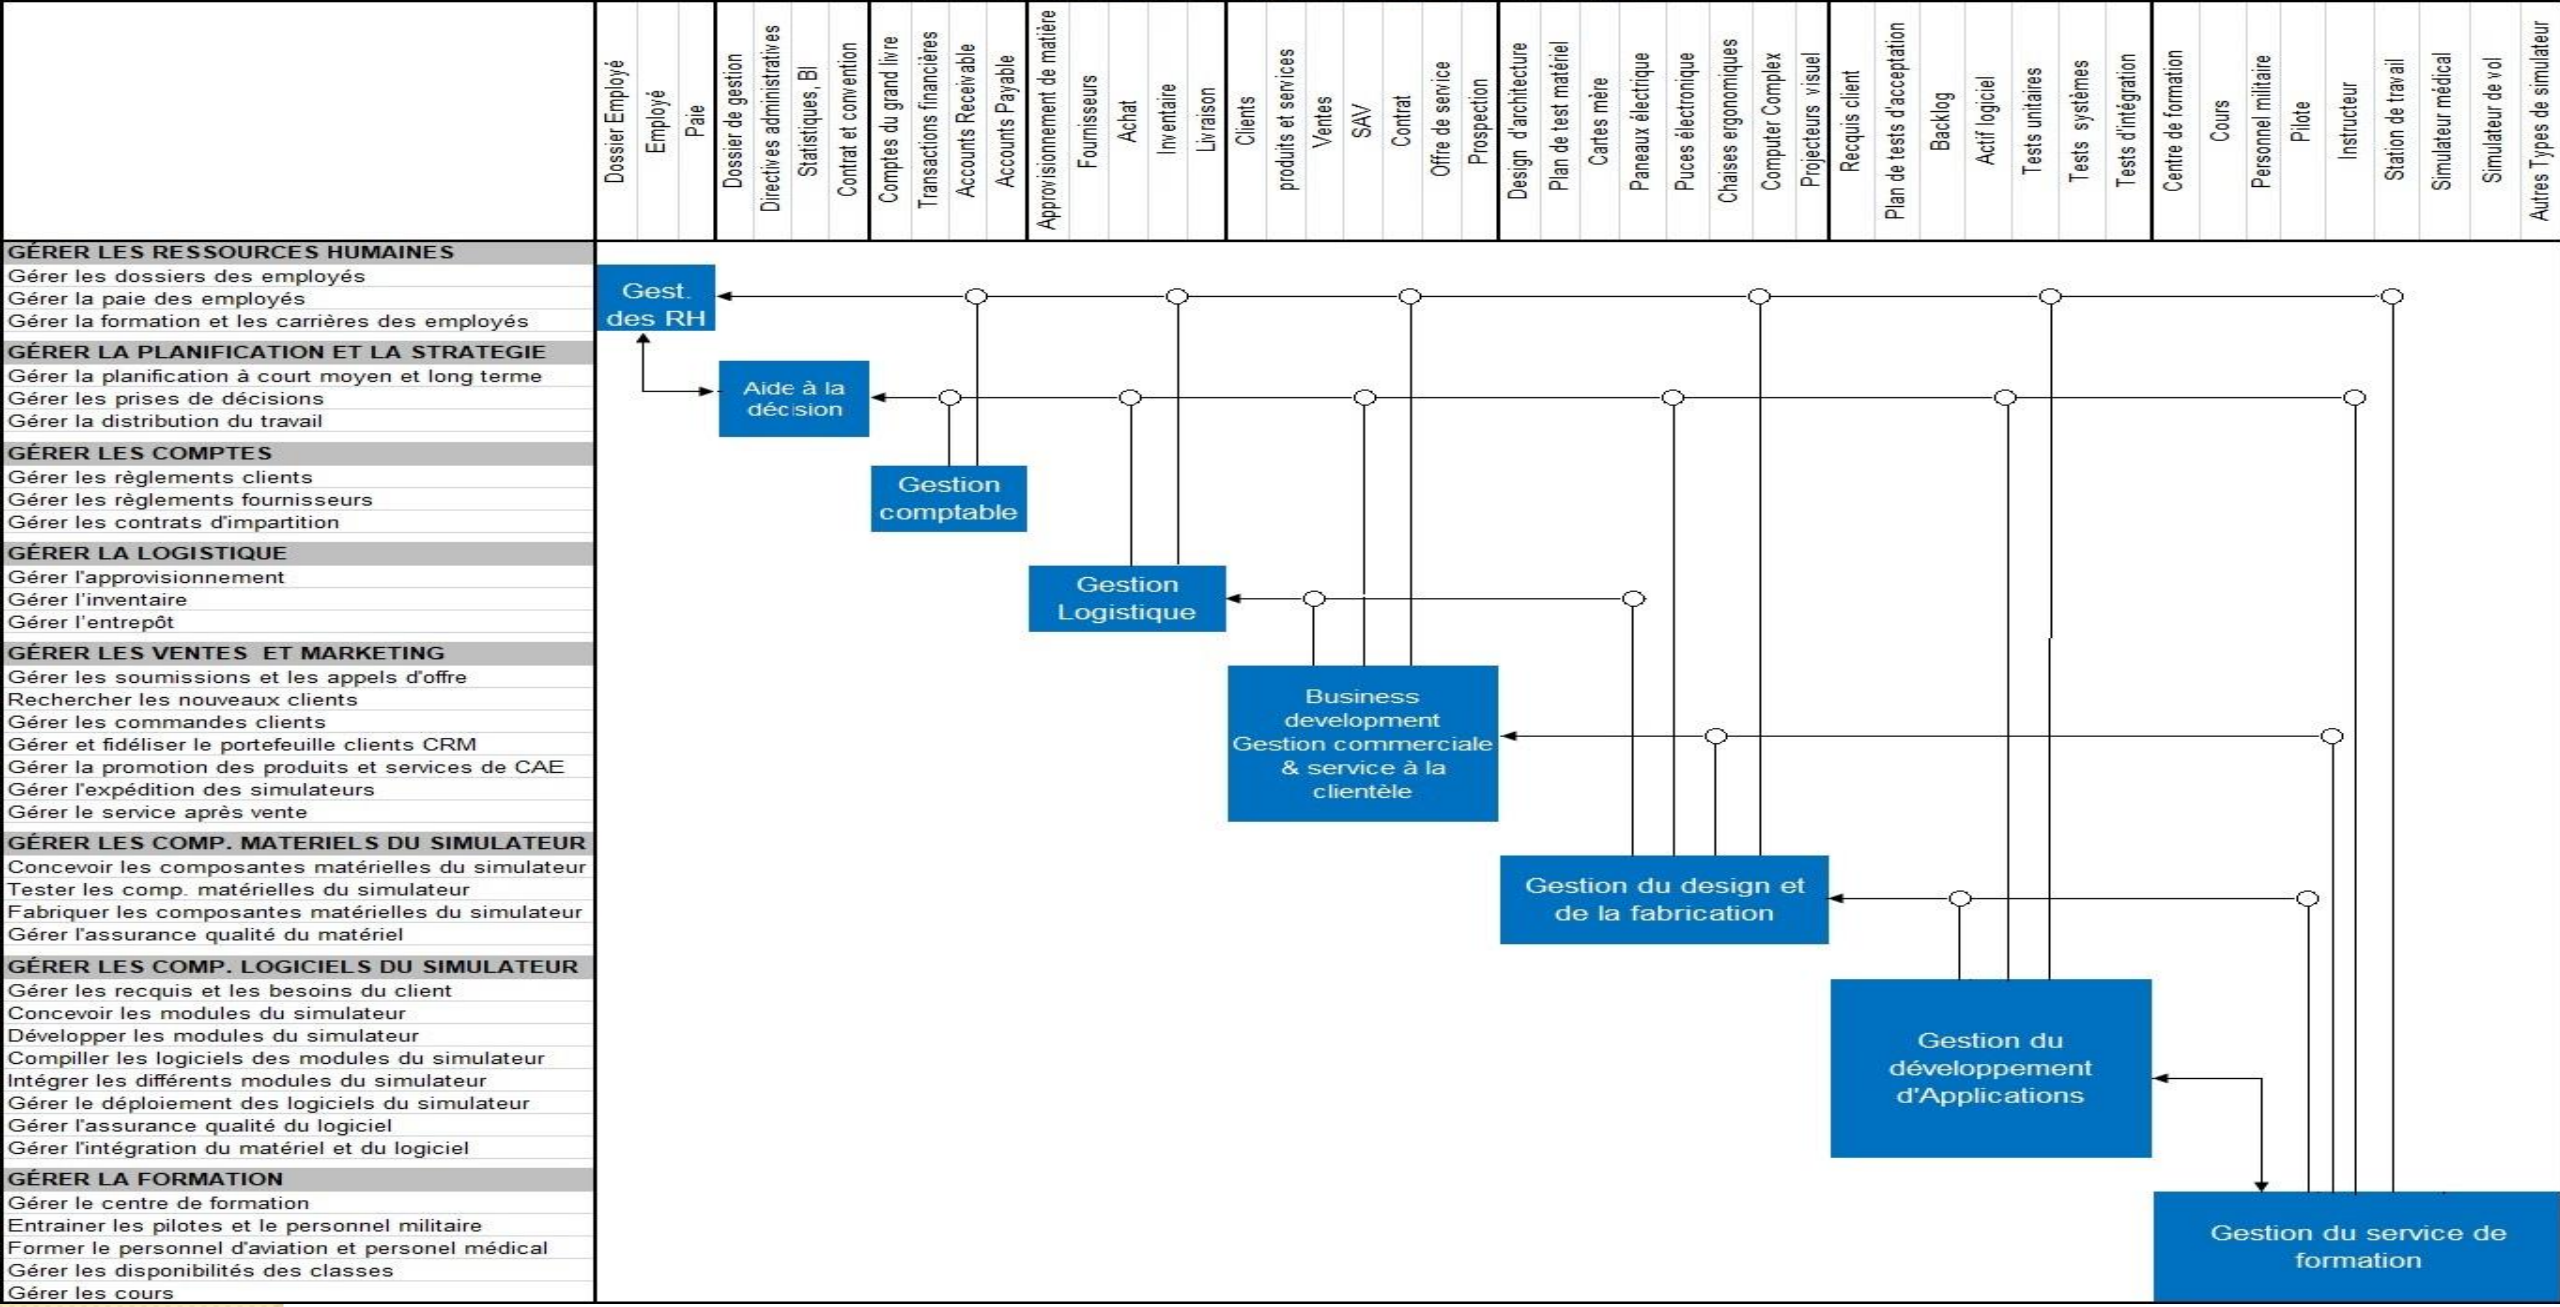 Dossier Employé
Employé
Paie
Dossier de gestion
Directives administratives
Statistiques, BI
Contrat et convention
Comptes du grand livre
Transactions financières
Accounts Receivable
Accounts Payable
Approvisionnement de matière
Fournisseurs
Achat
Inventaire
Livraison
Clients
produits et services
Ventes
SAV
Contrat
Offre de service
Prospection
Design d'architecture
Plan de test matériel
Cartes mère
Paneaux électrique
Puces électronique
Chaises ergonomiques
Computer Complex
Projecteurs visuel
Recquis client
Plan de tests d'acceptation
Backlog
Actif logiciel
Tests unitaires
Tests systèmes
Tests d'intégration
Centre de formation
Cours
Personnel militaire
Pilote
Instructeur
Station de travail
Simulateur médical
Simulateur de vol
Autres Types de simulateur
GÉRER LES RESSOURCES HUMAINES
Gérer les dossiers des employés
Gérer la paie des employés
Gérer la formation et les carrières des employés
Gest.
des RH
GÉRER LA PLANIFICATION ET LA STRATEGIE
Gérer la planification à court moyen et long terme
Gérer les prises de décisions
Gérer la distribution du travail
Aide à la
décision
GÉRER LES COMPTES
Gérer les règlements clients
Gérer les règlements fournisseurs
Gérer les contrats d'impartition
Gestion
comptable
GÉRER LA LOGISTIQUE
Gérer l'approvisionnement
Gérer l'inventaire
Gérer l'entrepôt
Gestion
Logistique
GÉRER LES VENTES ET MARKETING
Gérer les soumissions et les appels d'offre
Rechercher les nouveaux clients
Gérer les commandes clients
Gérer et fidéliser le portefeuille clients CRM
Gérer la promotion des produits et services de CAE
Gérer l'expédition des simulateurs
Gérer le service après vente
Business
development
Gestion commerciale
& service à la
clientèle
GÉRER LES COMP. MATERIELS DU SIMULATEUR
Concevoir les composantes matérielles du simulateur
Tester les comp. matérielles du simulateur
Fabriquer les composantes matérielles du simulateur
Gérer l'assurance qualité du matériel
Gestion du design et
de la fabrication
GÉRER LES COMP. LOGICIELS DU SIMULATEUR
Gérer les recquis et les besoins du client
Concevoir les modules du simulateur
Développer les modules du simulateur
Compiller les logiciels des modules du simulateur
Intégrer les différents modules du simulateur
Gérer le déploiement des logiciels du simulateur
Gérer l'assurance qualité du logiciel
Gérer l'intégration du matériel et du logiciel
Gestion du
développement
d'Applications
GÉRER LA FORMATION
Gérer le centre de formation
Entrainer les pilotes et le personnel militaire
Former le personnel d'aviation et personel médical
Gérer les disponibilités des classes
Gérer les cours
Gestion du service de
formation